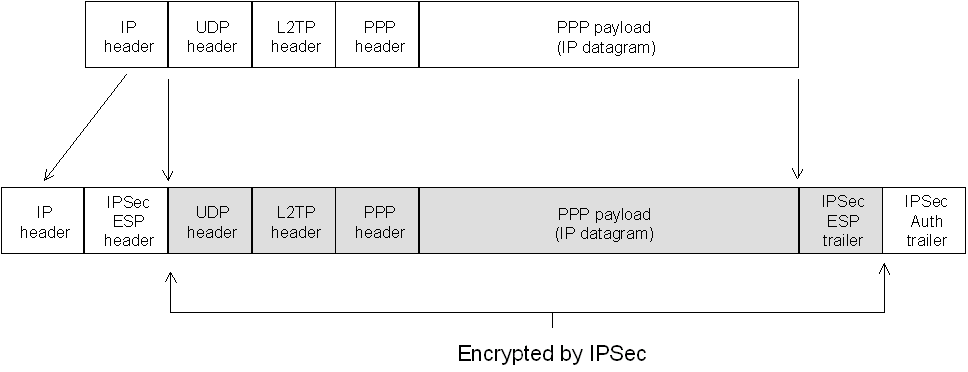 IP header
UDP header
L2TP header
PPP header
PPP payload (IP datagram)
IP header
IPSec ESP header
UDP header
L2TP header
PPP header
PPP payload (IP datagram)
IPSec ESP trailer
IPSec Auth trailer
Encrypted by IPSec